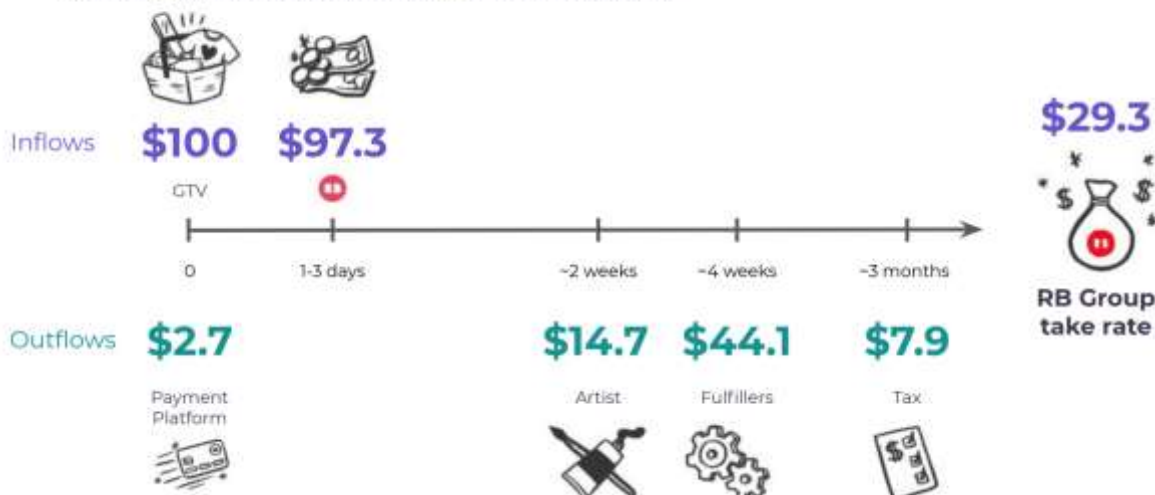 Inflows $100 $97.3 $29.3
GTV
0 1-3 days ~2 weeks ~4 weeks ~3 months
RB Group
take rate
Outflows $2.7 $14.7 $44.1 $7.9
Payment Artist Fulfillers Tax
Platform